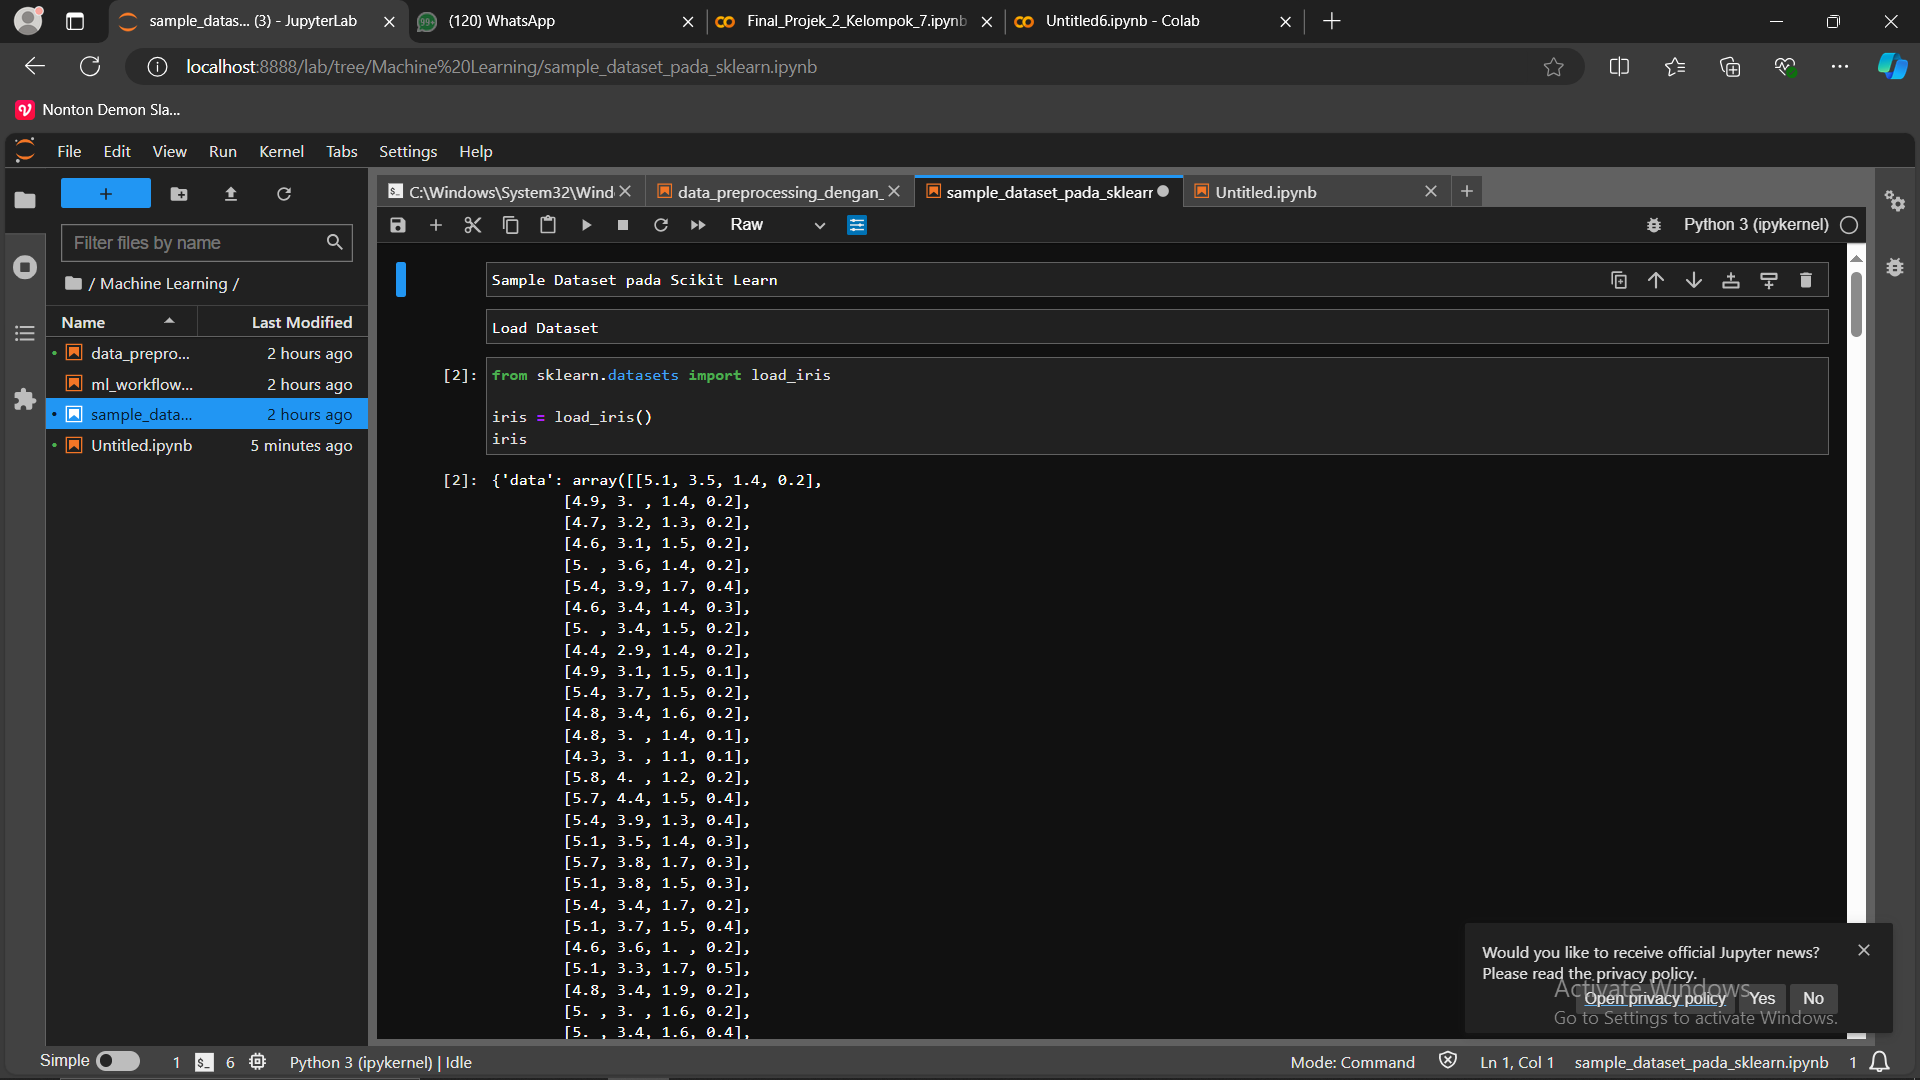 sample_datas... (3) - JupyterLab
(120) WhatsApp
Final_Projek_2_Kelompok_7.ipynb
Untitled6.ipynb - Colab
localhost:8888/lab/tree/Machine%20Learning/sample_dataset_pada_sklearn.ipynb
Nonton Demon Sla...
File Edit View Run Kernel Tabs Settings Help
C:\Windows\System32\Wind
data_preprocessing_dengan_
sample_dataset_pada_sklearn
Untitled.ipynb
Raw
Python 3 (ipykernel)
Filter files by name
/ Machine Learning /
Name Last Modified
data_prepro... 2 hours ago
ml_workflow... 2 hours ago
sample_data... 2 hours ago
Untitled.ipynb 5 minutes ago
Sample Dataset pada Scikit Learn
Load Dataset
[2]: from sklearn.datasets import load_iris
iris = load_iris()
iris
[2]: {'data': array([[5.1, 3.5, 1.4, 0.2],
[4.9, 3. , 1.4, 0.2],
[4.7, 3.2, 1.3, 0.2],
[4.6, 3.1, 1.5, 0.2],
[5. , 3.6, 1.4, 0.2],
[5.4, 3.9, 1.7, 0.4],
[4.6, 3.4, 1.4, 0.3],
[5. , 3.4, 1.5, 0.2],
[4.4, 2.9, 1.4, 0.2],
[4.9, 3.1, 1.5, 0.1],
[5.4, 3.7, 1.5, 0.2],
[4.8, 3.4, 1.6, 0.2],
[4.8, 3. , 1.4, 0.1],
[4.3, 3. , 1.1, 0.1],
[5.8, 4. , 1.2, 0.2],
[5.7, 4.4, 1.5, 0.4],
[5.4, 3.9, 1.3, 0.4],
[5.1, 3.5, 1.4, 0.3],
[5.7, 3.8, 1.7, 0.3],
[5.1, 3.8, 1.5, 0.3],
[5.4, 3.4, 1.7, 0.2],
[5.1, 3.7, 1.5, 0.4],
[4.6, 3.6, 1. , 0.2],
[5.1, 3.3, 1.7, 0.5],
[4.8, 3.4, 1.9, 0.2],
[5. , 3. , 1.6, 0.2],
[5. , 3.4, 1.6, 0.4],
Would you like to receive official Jupyter news?
Please read the privacy policy.
Open privacy policy Yes No
Activate Windows
Go to Settings to activate Windows.
Simple 1 6 Python 3 (ipykernel) | Idle
Mode: Command Ln 1, Col 1 sample_dataset_pada_sklearn.ipynb 1